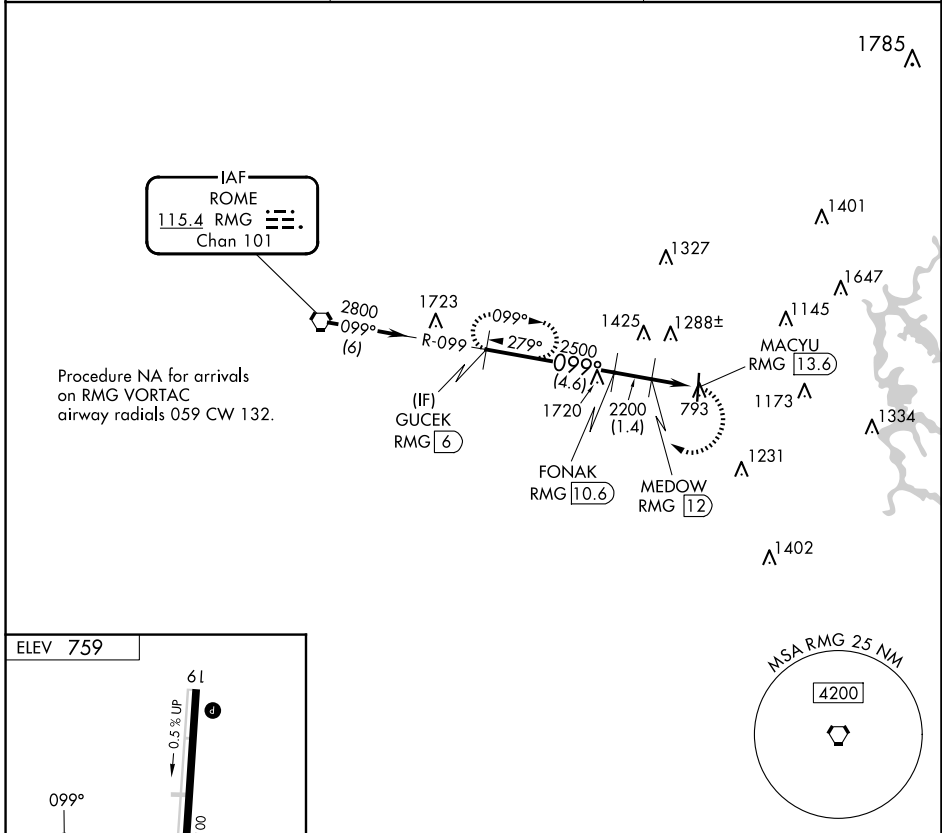 1785
IAF
ROME
115.4 RMG
Chan 101
1401
1327
1647
2800
099°
(6)
1723
R-099
099°
279°
1425
1288±
1145
2500
099°
(4.6)
MACYU
RMG 13.6
Procedure NA for arrivals
on RMG VORTAC
airway radials 059 CW 132.
(IF)
GUCEK
RMG 6
1720
2200
(1.4)
793
1173
1334
FONAK
RMG 10.6
MEDOW
RMG 12
1231
1402
ELEV 759
19
P
0.5% UP
099°
00
MSA RMG 25 NM
4200